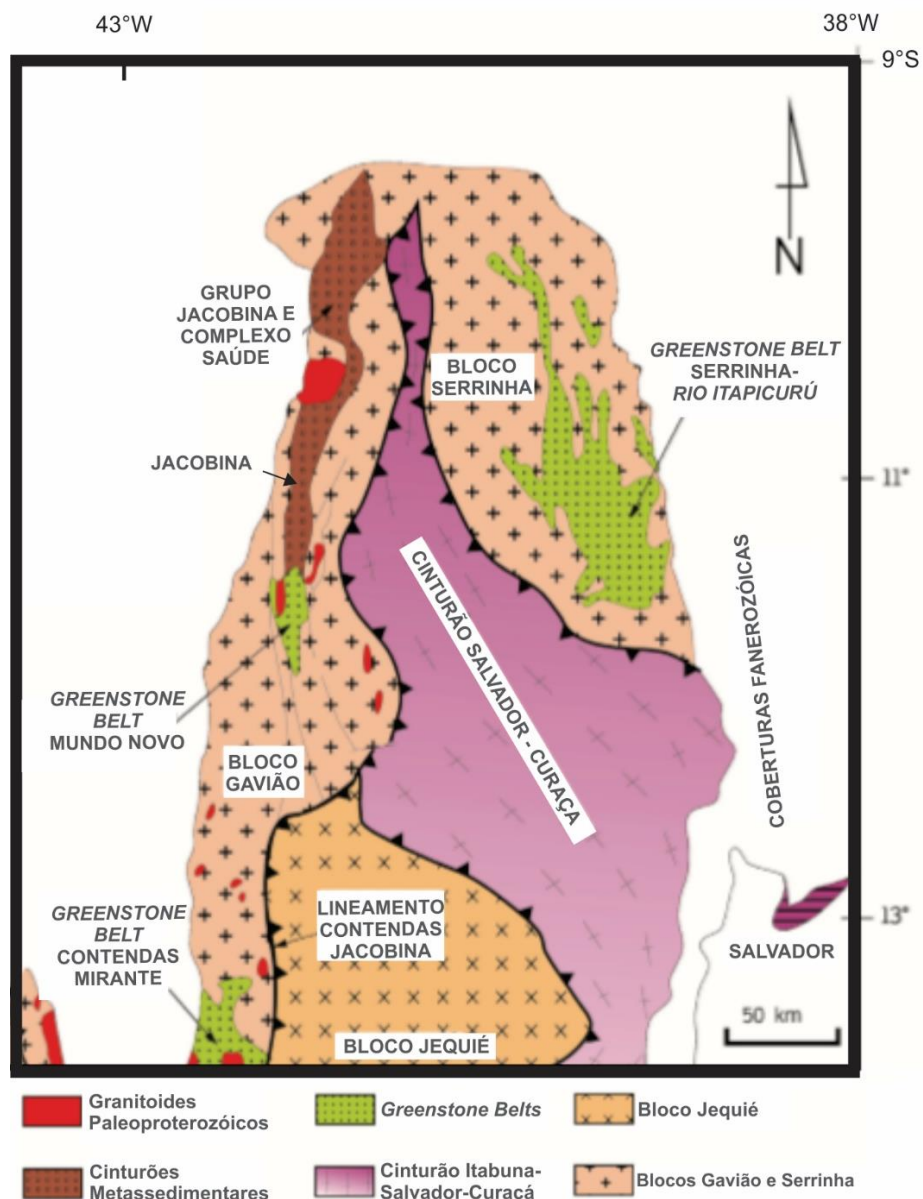 43°W
38°W
9°S
N
GRUPO
JACOBINA E
COMPLEXO
SAÚDE
BLOCO
SERRINHA
GREENSTONE BELT
SERRINHA-
RIO ITAPICURÚ
JACOBINA
11°
CINTURÃO SALVADOR - CURAÇA
COBERTURAS FANEROZÓICAS
GREENSTONE
BELT
MUNDO NOVO
BLOCO
GAVIÃO
GREENSTONE
BELT
CONTENDAS
MIRANTE
LINEAMENTO
CONTENDAS
JACOBINA
13°
SALVADOR
50 km
BLOCO JEQUIÉ
Granitoides
Paleoproterozóicos
Greenstone Belts
Bloco Jequié
Cinturões
Metassedimentares
Cinturão Itabuna-
Salvador-Curaçá
Blocos Gavião e Serrinha